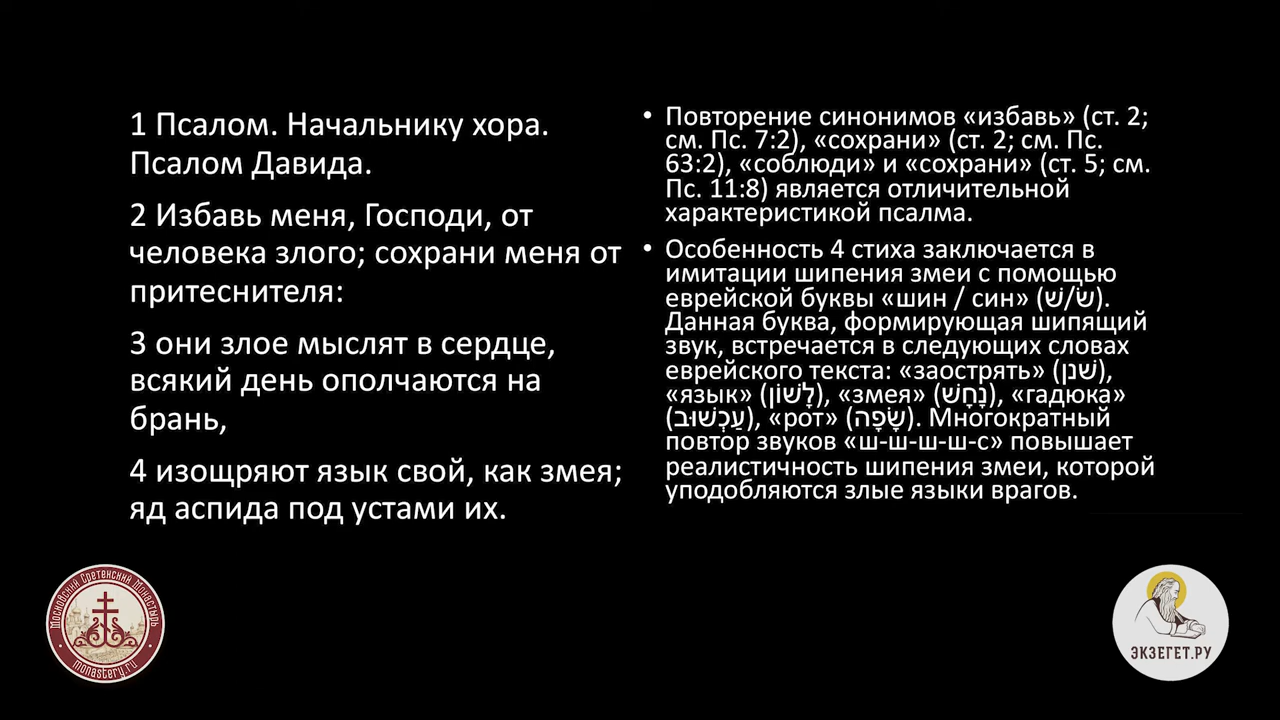 1 Псалом. Начальнику хора.
Псалом Давида.
2 Избавь меня, Господи, от
человека злого; сохрани меня от
притеснителя:
3 они злое мыслят в сердце,
всякий день ополчаются на
брань,
4 изощряют язык свой, как змея;
яд аспида под устами их.
• Повторение синонимов «избавь» (ст. 2;
см. Пс. 7:2), «сохрани» (ст. 2; см. Пс.
63:2), «соблюди» и «сохрани» (ст. 5; см.
Пс. 11:8) является отличительной
характеристикой псалма.
• Особенность 4 стиха заключается в
имитации шипения змеи с помощью
еврейской буквы «шин / син» (שׂ/שׁ).
Данная буква, формирующая шипящий
звук, встречается в следующих словах
еврейского текста: «заострять» (שׁנן),
«язык» (לָשׁוֹן), «змея» (נָחָשׁ), «гадюка»
(עַכְשׁוּב), «рот» (שָׂפָה). Многократный
повтор звуков «ш-ш-ш-ш-с» повышает
реалистичность шипения змеи, которой
уподобляются злые языки врагов.
Московский Сретенский Монастырь
monastery.ru
ЭКЗЕГЕТ.РУ